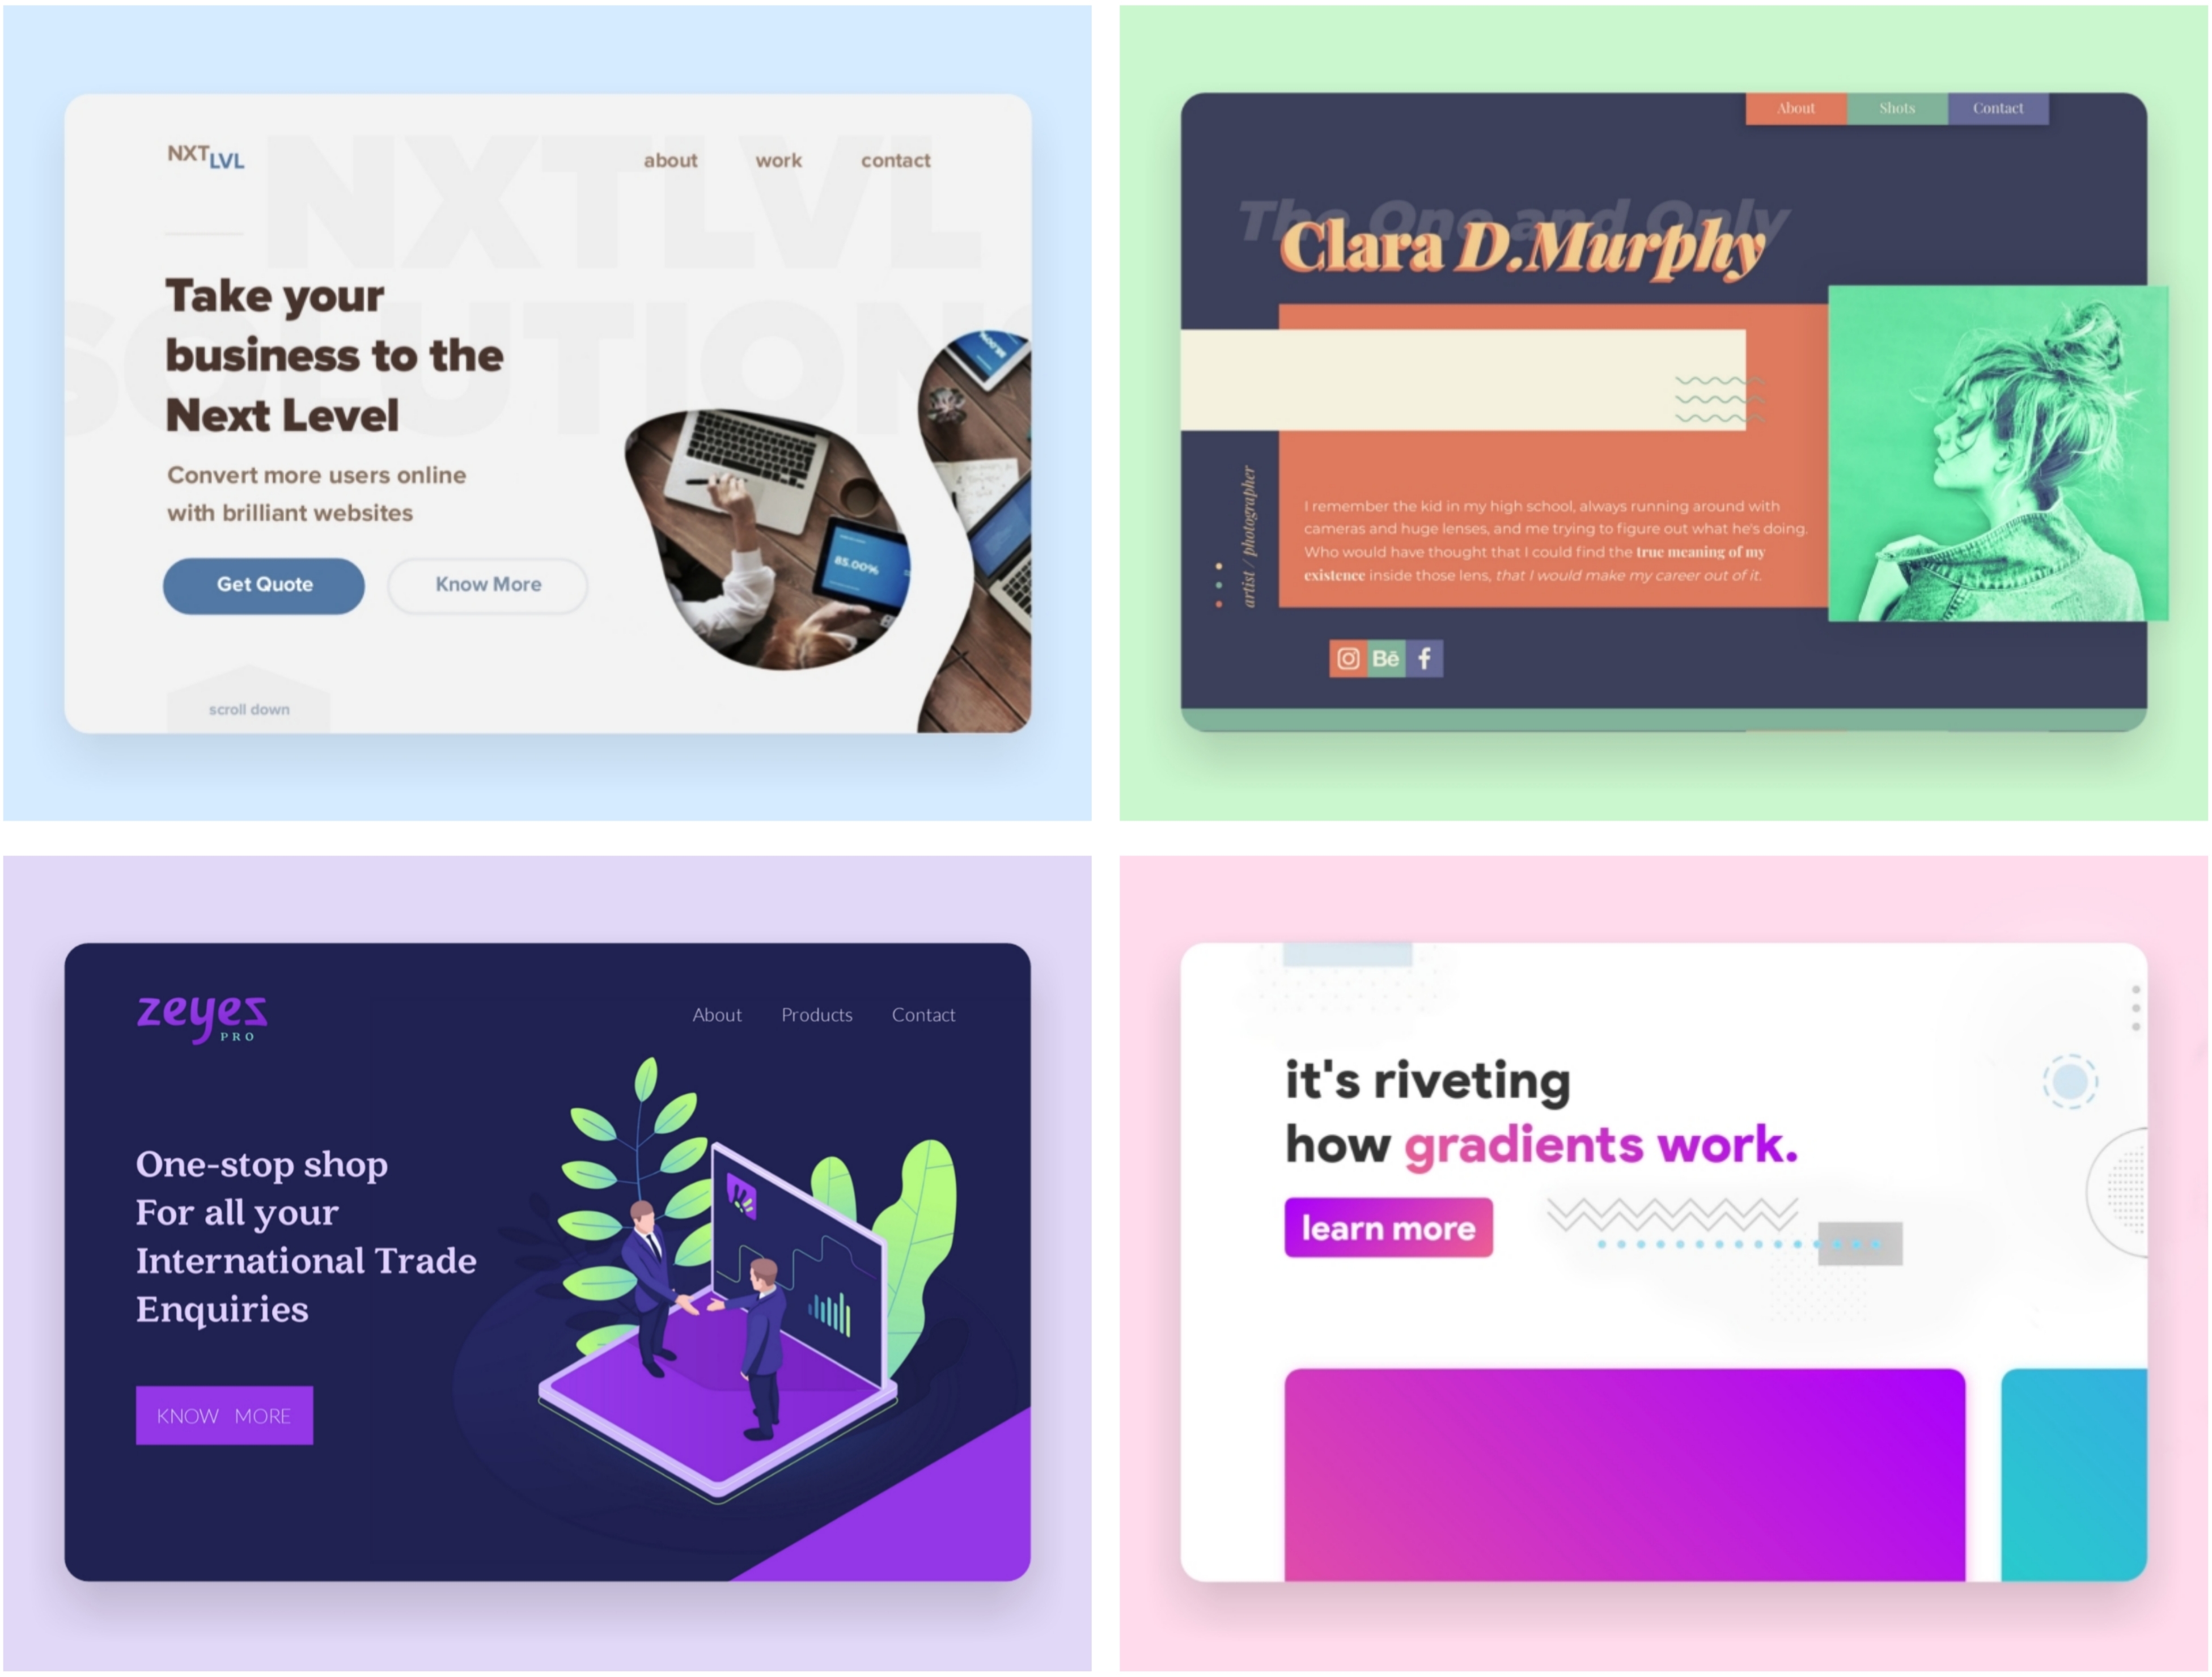 NXTLVL
SOLUTIONS
NXT LVL
about work contact
Take your
business to the
Next Level
Convert more users online
with brilliant websites
Get Quote Know More
85.00%
scroll down
About Shots Contact
The One and Only
Clara D.Murphy
artist / photographer
I remember the kid in my high school, always running around with
cameras and huge lenses, and me trying to figure out what he's doing.
Who would have thought that I could find the true meaning of my
existence inside those lens, that I would make my career out of it.
Bē
zeyes
PRO
About Products Contact
One-stop shop
For all your
International Trade
Enquiries
KNOW MORE
it's riveting
how gradients work.
learn more